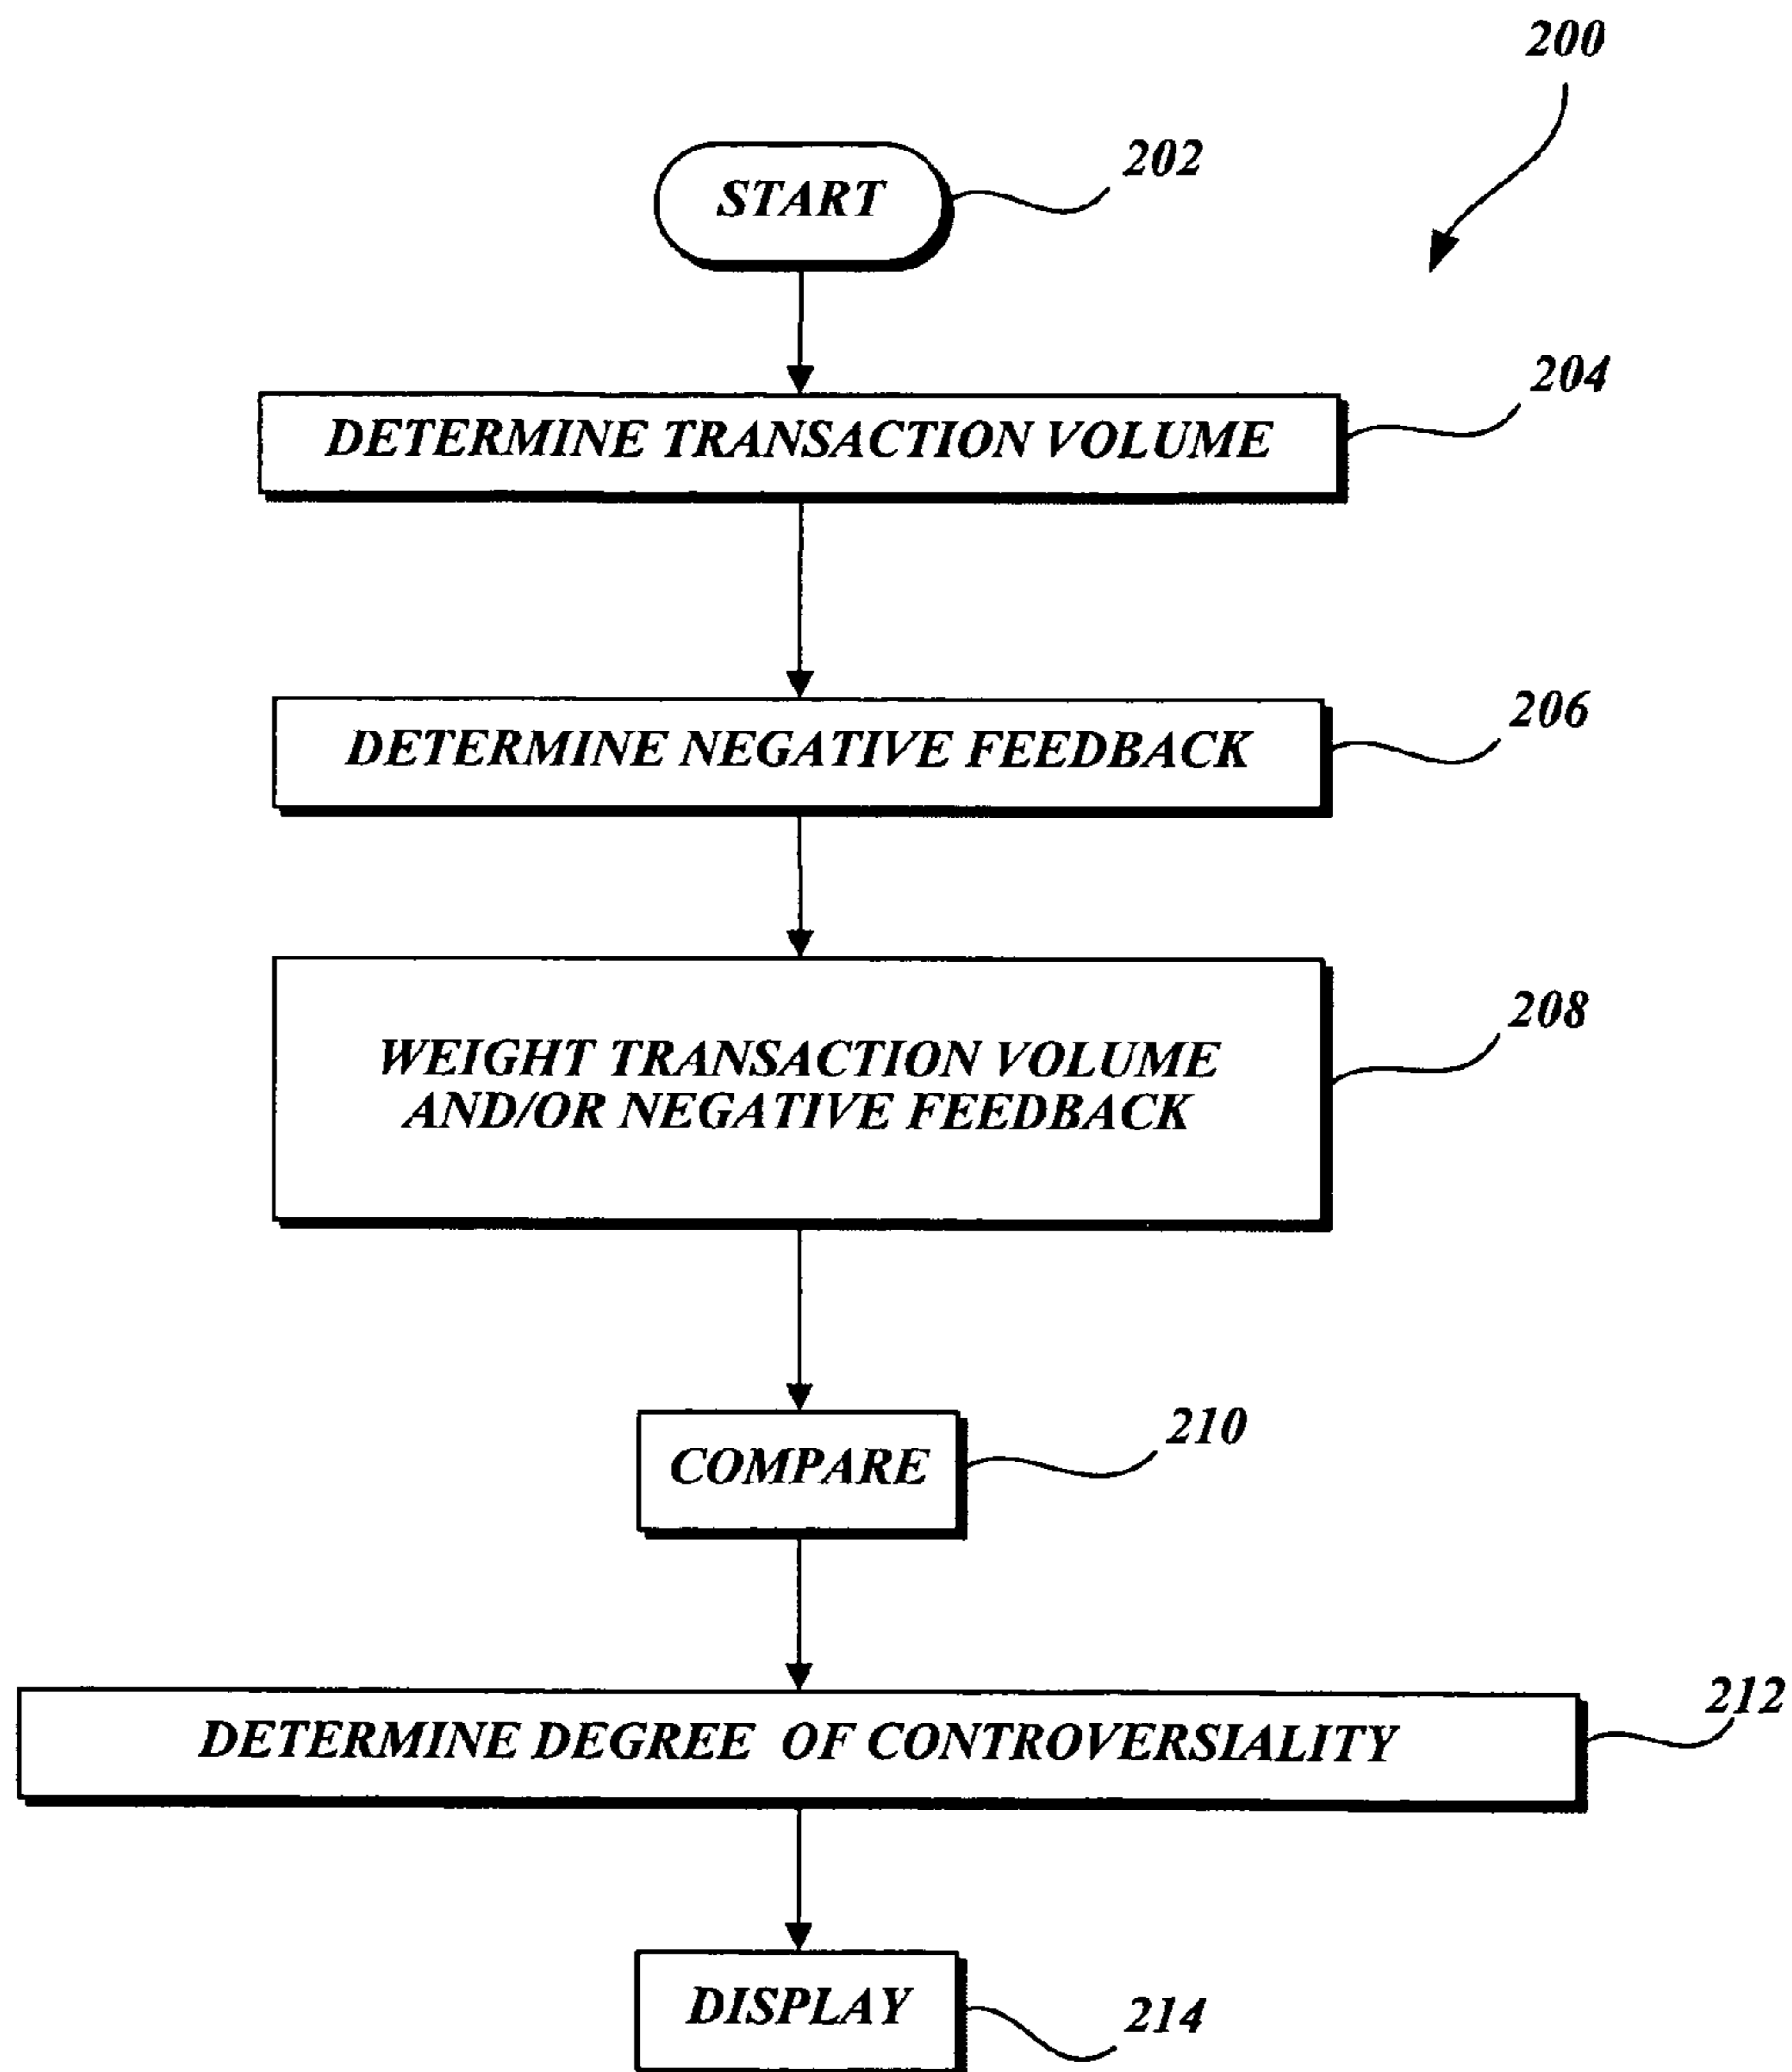 200
START
202
DETERMINE TRANSACTION VOLUME
204
DETERMINE NEGATIVE FEEDBACK
206
WEIGHT TRANSACTION VOLUME
AND/OR NEGATIVE FEEDBACK
208
COMPARE
210
DETERMINE DEGREE OF CONTROVERSIALITY
212
DISPLAY
214